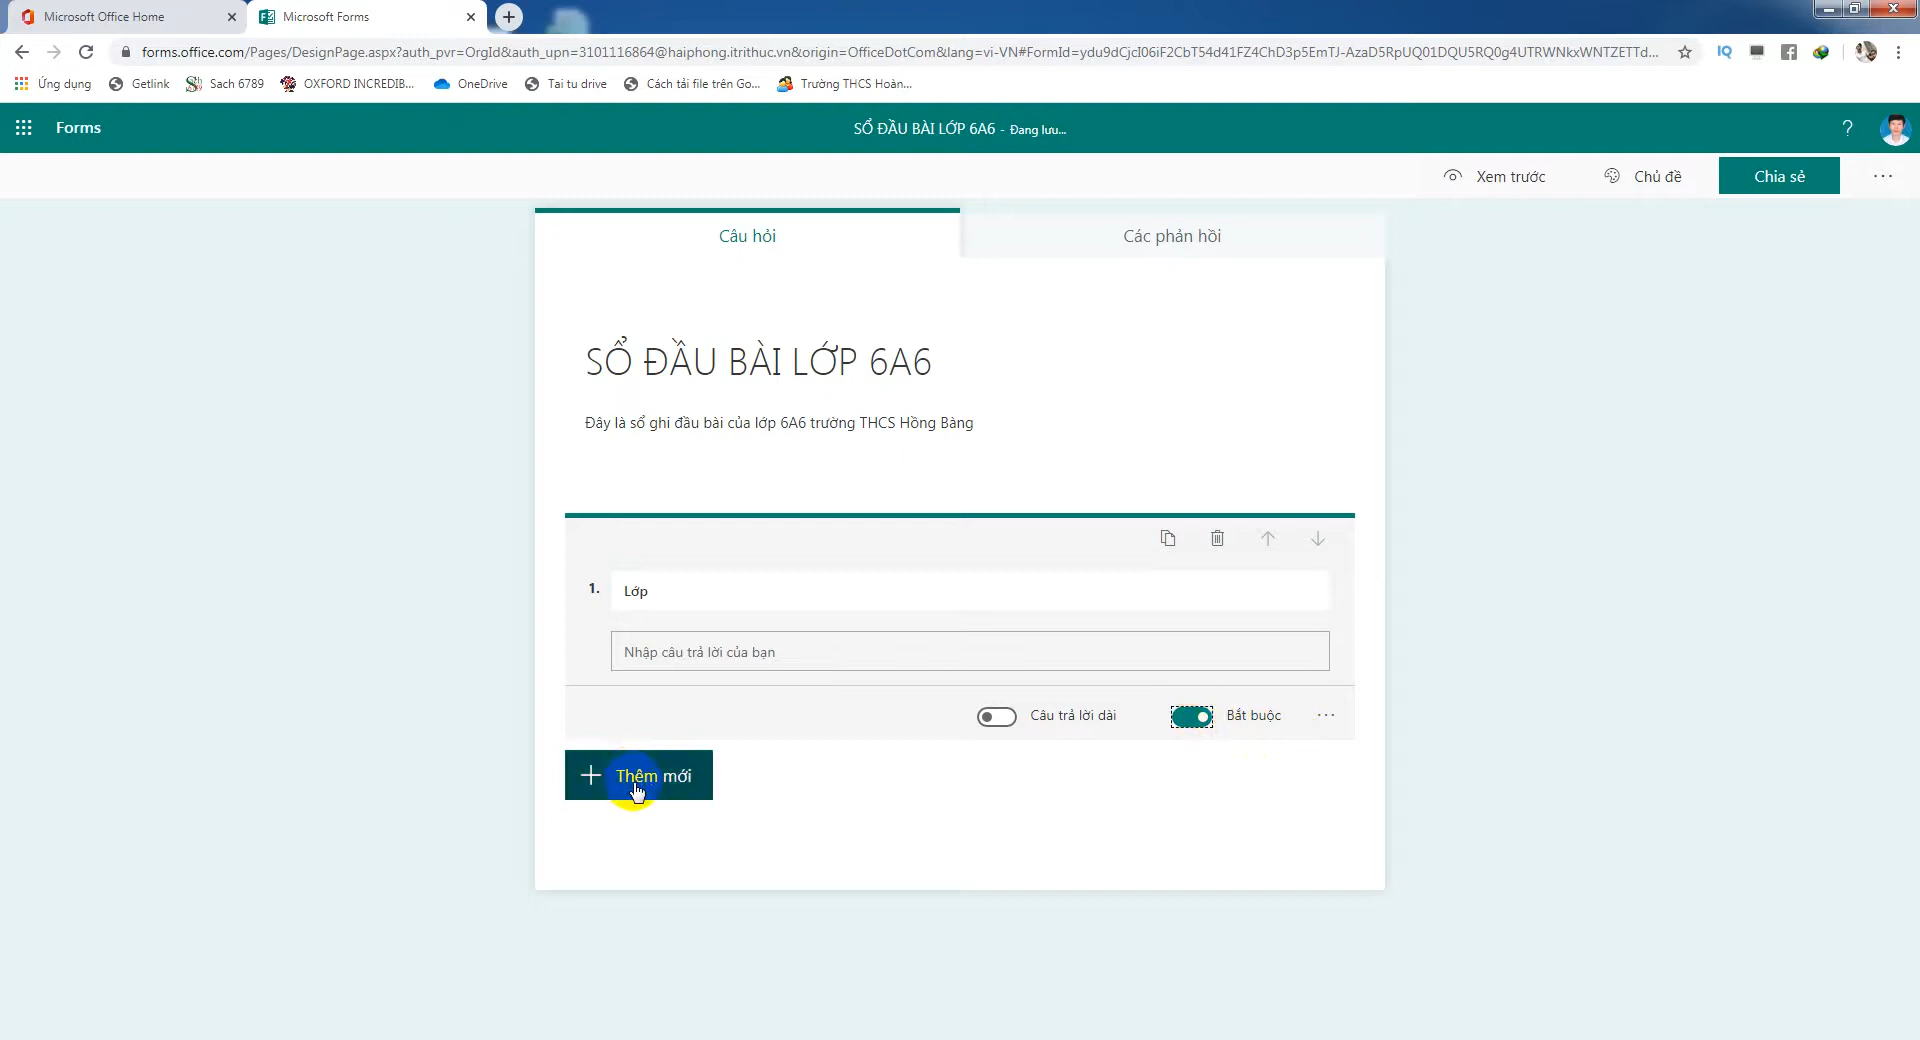 Microsoft Office Home
Microsoft Forms
forms.office.com/Pages/DesignPage.aspx?auth_pvr=OrgId&auth_upn=3101116864@haiphong.itrithuc.vn&origin=OfficeDotCom&lang=vi-VN#FormId=ydu9dCjcI06iF2CbT54d41FZ4ChD3p5EmTJ-AzaD5RpUQ01DQU5RQ0g4UTRWNkxWNTZETTd...
IQ
Ứng dụng
Getlink
Sach 6789
OXFORD INCREDIB...
OneDrive
Tai tu drive
Cách tải file trên Go...
Trường THCS Hoàn...
Forms
SỔ ĐẦU BÀI LỚP 6A6 - Đang lưu...
?
Xem trước
Chủ đề
Chia sẻ
Câu hỏi
Các phản hồi
SỔ ĐẦU BÀI LỚP 6A6
Đây là sổ ghi đầu bài của lớp 6A6 trường THCS Hồng Bàng
1.
Lớp
Nhập câu trả lời của bạn
Câu trả lời dài
Bắt buộc
Thêm mới